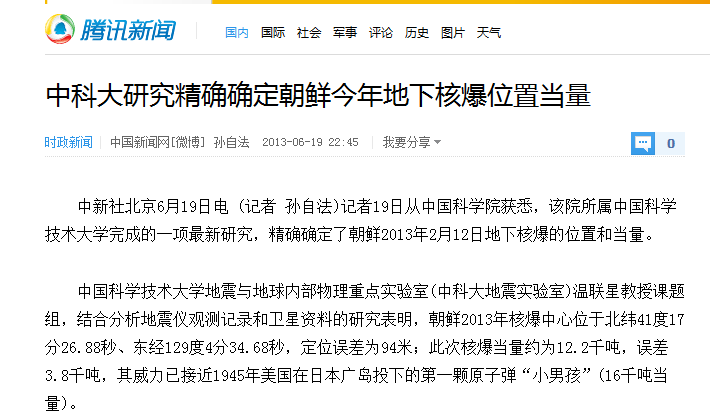 腾讯新闻 国内 国际 社会 军事 评论 历史 图片 天气
中科大研究精确确定朝鲜今年地下核爆位置当量
时政新闻 中国新闻网[微博] 孙自法 2013-06-19 22:45 我要分享 0
中新社北京6月19日电 (记者 孙自法)记者19日从中国科学院获悉，该院所属中国科学
技术大学完成的一项最新研究，精确确定了朝鲜2013年2月12日地下核爆的位置和当量。
中国科学技术大学地震与地球内部物理重点实验室(中科大地震实验室)温联星教授课题
组，结合分析地震仪观测记录和卫星资料的研究表明，朝鲜2013年核爆中心位于北纬41度17
分26.88秒、东经129度4分34.68秒，定位误差为94米；此次核爆当量约为12.2千吨，误差
3.8千吨，其威力已接近1945年美国在日本广岛投下的第一颗原子弹“小男孩”(16千吨当
量)。